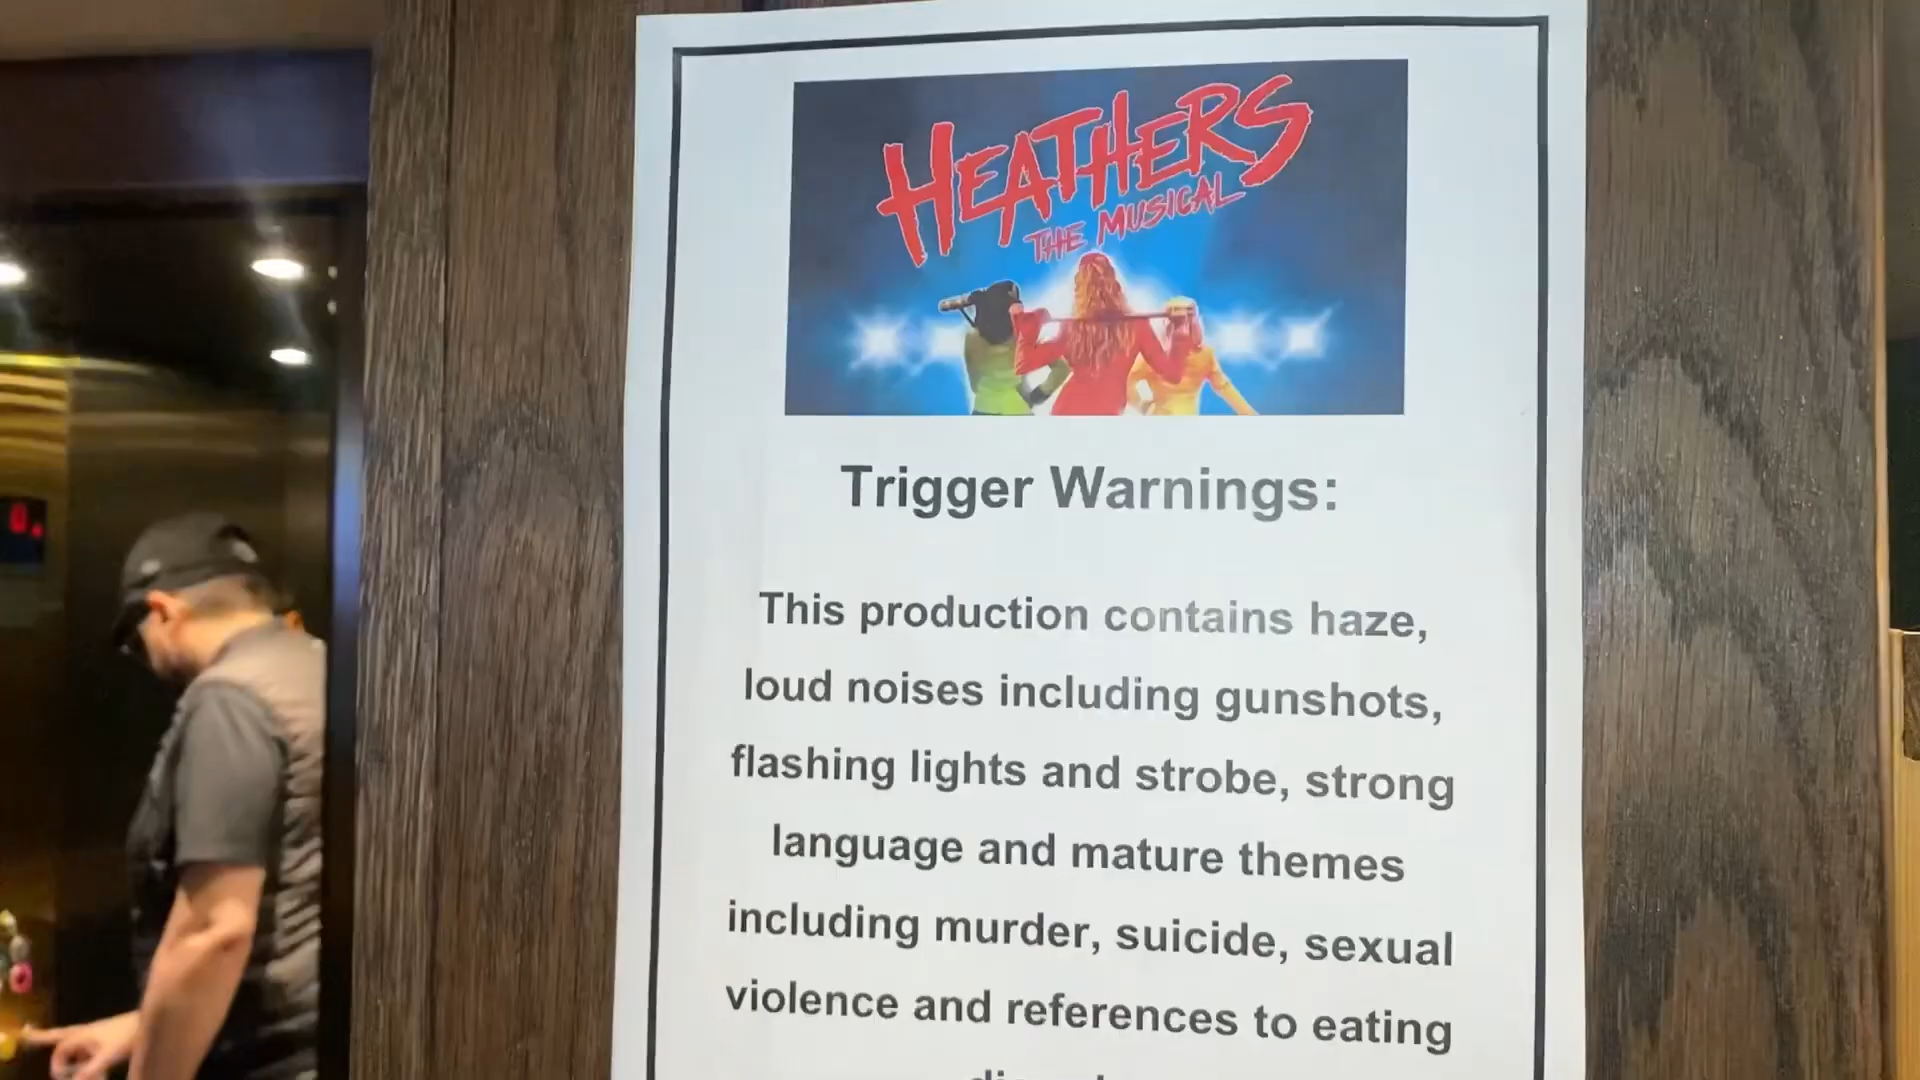 HEATHERS
THE MUSICAL
Trigger Warnings:
This production contains haze,
loud noises including gunshots,
flashing lights and strobe, strong
language and mature themes
including murder, suicide, sexual
violence and references to eating